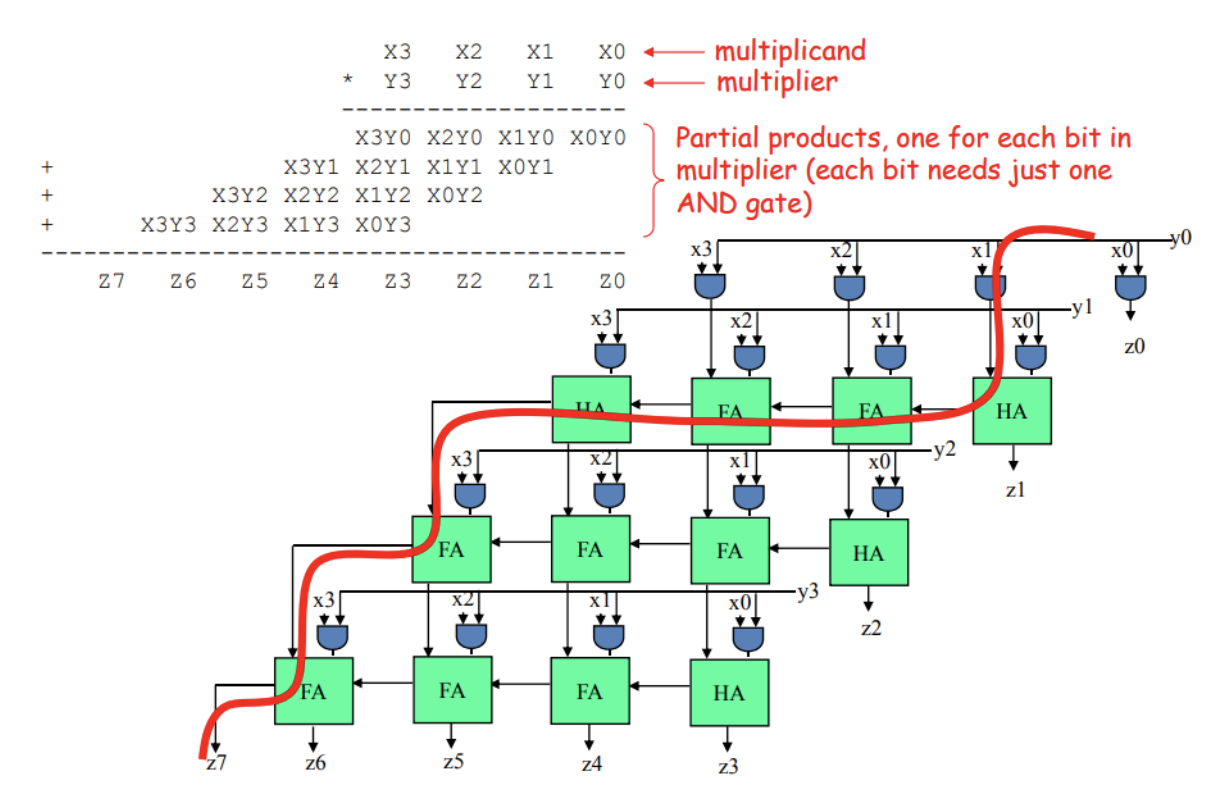 X3 X2 X1 X0 multiplicand
* Y3 Y2 Y1 Y0 multiplier
--------------------
X3Y0 X2Y0 X1Y0 X0Y0 Partial products, one for each bit in
+ X3Y1 X2Y1 X1Y1 X0Y1 multiplier (each bit needs just one
+ X3Y2 X2Y2 X1Y2 X0Y2 AND gate)
+ X3Y3 X2Y3 X1Y3 X0Y3
-----------------------------------------
Z7 Z6 Z5 Z4 Z3 Z2 Z1 Z0
x3 x2 x1 x0 y0
x3 x2 x1 x0 y1
z0
HA FA FA HA
x3 x2 x1 x0 y2
z1
FA FA FA HA
x3 x2 x1 x0 y3
z2
FA FA FA HA
z7 z6 z5 z4 z3